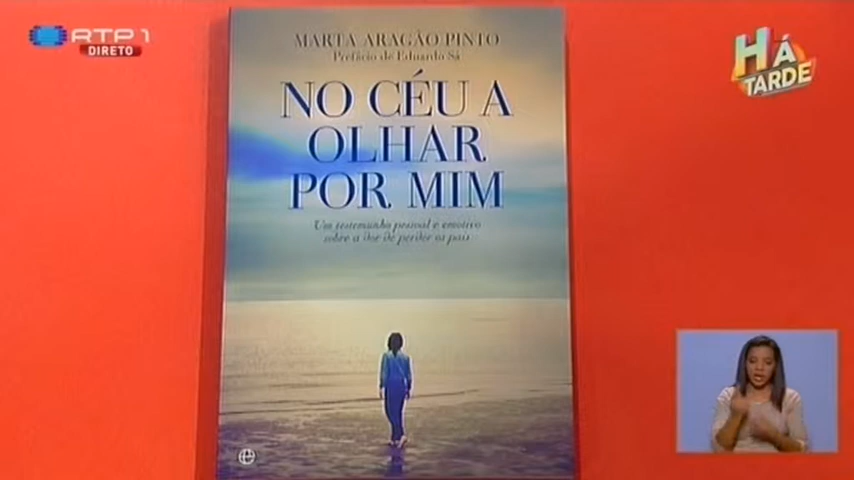 RTP1
DIRETO
HÁ
TARDE
MARTA ARAGÃO PINTO
Prefácio de Eduardo Sá
NO CÉU A
OLHAR
POR MIM
Um testemunho pessoal e emotivo
sobre a dor de perder os pais
e